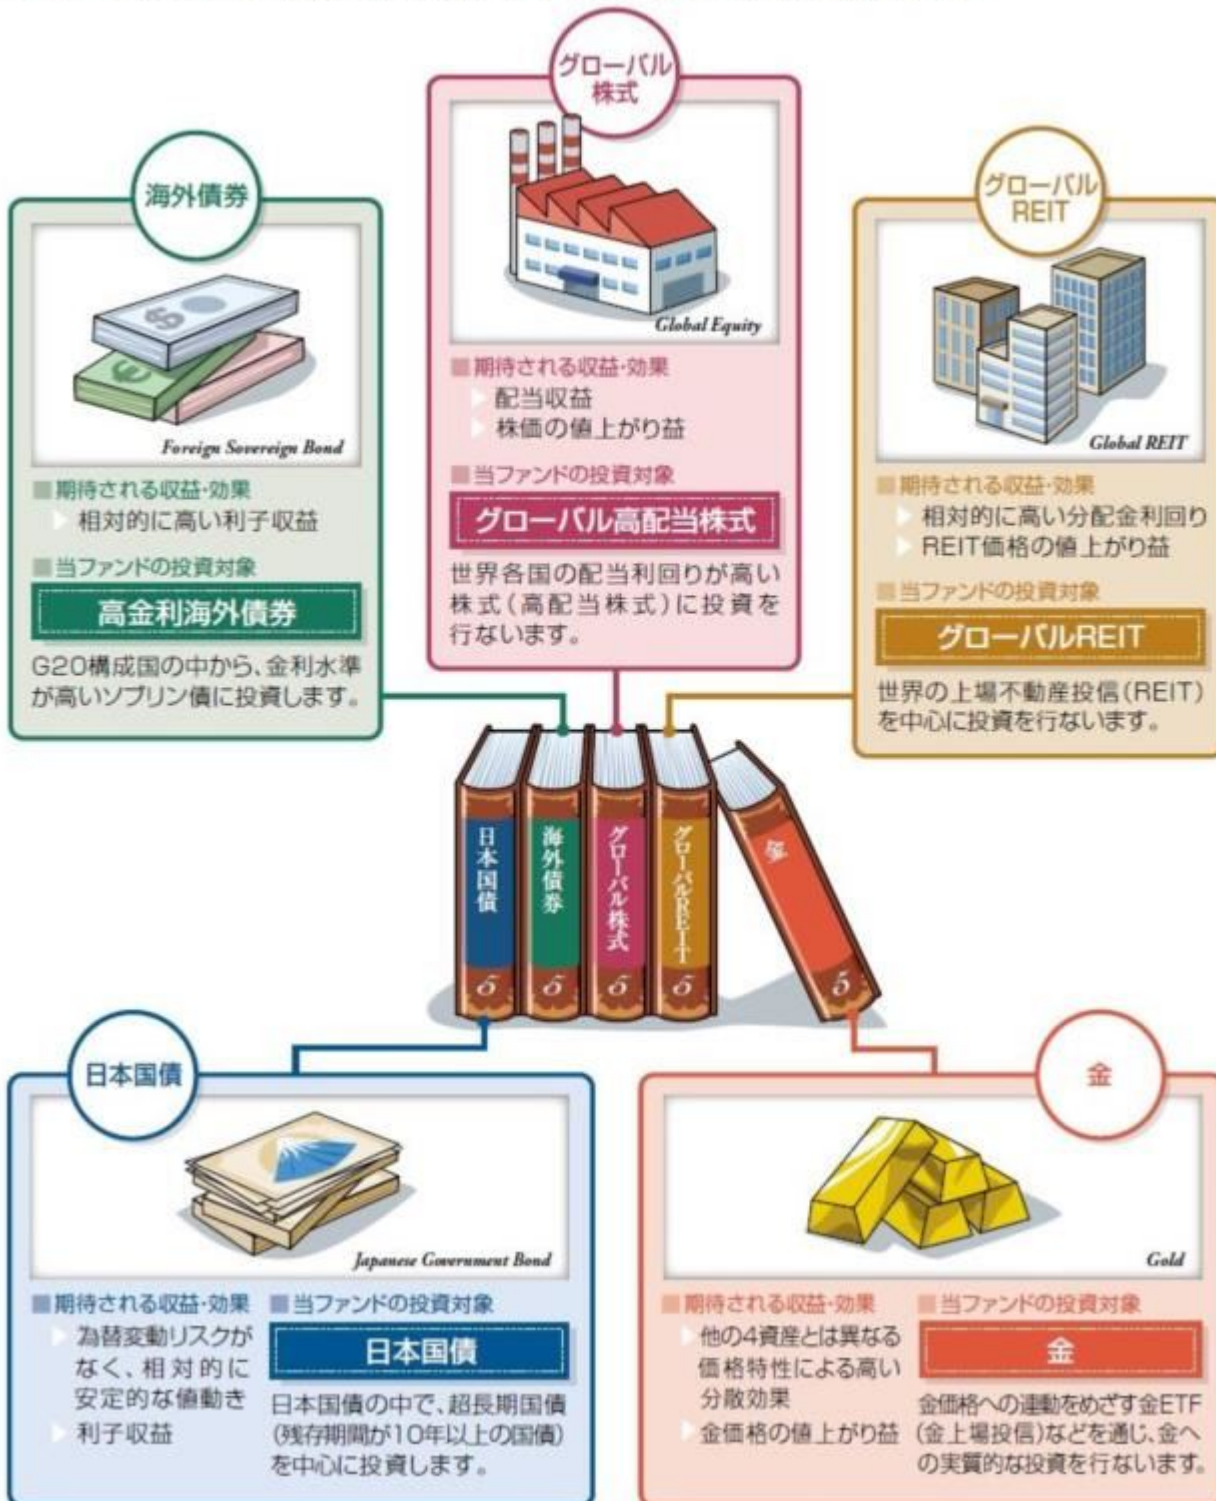 グローバル
株式
海外債券
グローバル
REIT
Foreign Sovereign Bond
■期待される収益・効果
相対的に高い利子収益
■当ファンドの投資対象
高金利海外債券
G20構成国の中から、金利水準
が高いソブリン債に投資します。
Global Equity
■期待される収益・効果
配当収益
株価の値上がり益
■当ファンドの投資対象
グローバル高配当株式
世界各国の配当利回りが高い
株式(高配当株式)に投資を
行ないます。
Global REIT
■期待される収益・効果
相対的に高い分配金利回り
REIT価格の値上がり益
■当ファンドの投資対象
グローバルREIT
世界の上場不動産投信(REIT)
を中心に投資を行ないます。
日本国債
5
海外債券
5
グローバル株式
5
グローバルREIT
5
金
5
日本国債
Japanese Government Bond
■期待される収益・効果
為替変動リスクが
なく、相対的に
安定的な値動き
利子収益
■当ファンドの投資対象
日本国債
日本国債の中で、超長期国債
(残存期間が10年以上の国債)
を中心に投資します。
金
Gold
■期待される収益・効果
他の4資産とは異なる
価格特性による高い
分散効果
金価格の値上がり益
■当ファンドの投資対象
金
金価格への連動をめざす金ETF
(金上場投信)などを通じ、金へ
の実質的な投資を行ないます。